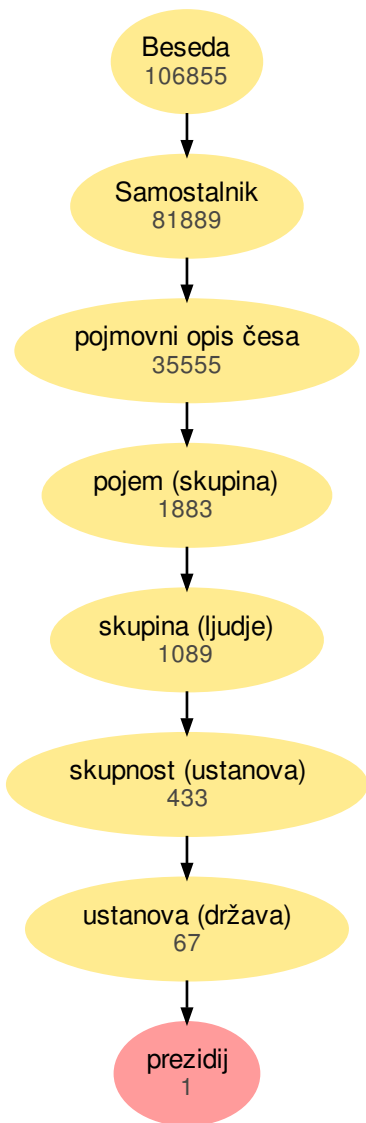 Beseda
106855
Samostalnik
81889
pojmovni opis česa
35555
pojem (skupina)
1883
skupina (ljudje)
1089
skupnost (ustanova)
433
ustanova (država)
67
prezidij
1